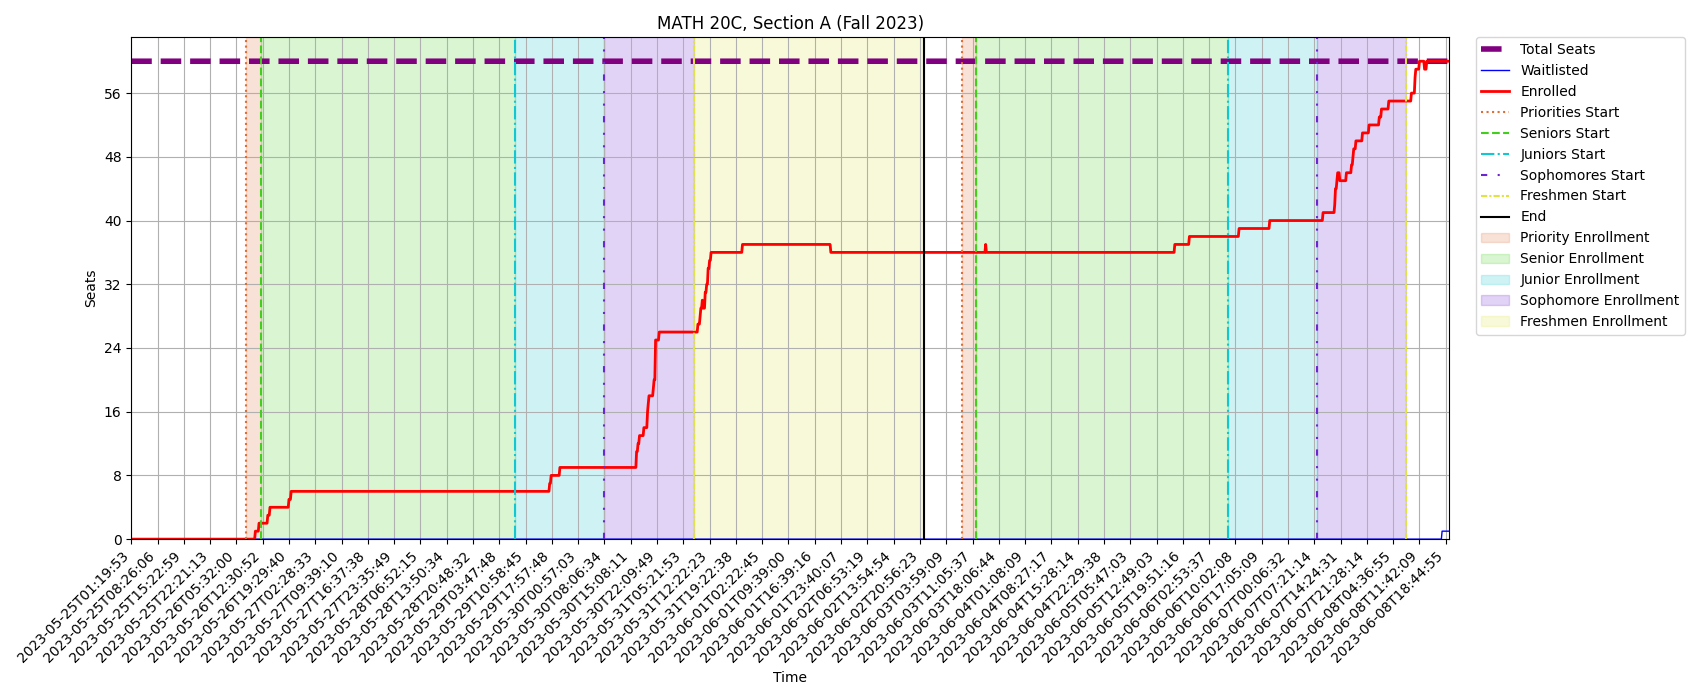 MATH 20C, Section A (Fall 2023)
Total Seats
Waitlisted
Enrolled
Priorities Start
Seniors Start
Juniors Start
Sophomores Start
Freshmen Start
End
Priority Enrollment
Senior Enrollment
Junior Enrollment
Sophomore Enrollment
Freshmen Enrollment
Seats
56
48
40
32
24
16
8
0
2023-05-25T01:19:53
2023-05-25T08:26:06
2023-05-25T15:22:59
2023-05-25T22:21:13
2023-05-26T05:32:00
2023-05-26T12:30:52
2023-05-26T19:29:40
2023-05-27T02:28:33
2023-05-27T09:39:10
2023-05-27T16:37:38
2023-05-27T23:35:49
2023-05-28T06:52:15
2023-05-28T13:50:34
2023-05-28T20:48:32
2023-05-29T03:47:48
2023-05-29T10:58:45
2023-05-29T17:57:48
2023-05-30T00:57:03
2023-05-30T08:06:34
2023-05-30T15:08:11
2023-05-30T22:09:49
2023-05-31T05:21:53
2023-05-31T12:22:23
2023-05-31T19:22:38
2023-06-01T02:22:45
2023-06-01T09:39:00
2023-06-01T16:39:16
2023-06-01T23:40:07
2023-06-02T06:53:19
2023-06-02T13:54:54
2023-06-02T20:56:23
2023-06-03T03:59:09
2023-06-03T11:05:37
2023-06-03T18:06:44
2023-06-04T01:08:09
2023-06-04T08:27:17
2023-06-04T15:28:14
2023-06-04T22:29:38
2023-06-05T05:47:03
2023-06-05T12:49:03
2023-06-05T19:51:16
2023-06-06T02:53:37
2023-06-06T10:02:08
2023-06-06T17:05:09
2023-06-07T00:06:32
2023-06-07T07:21:14
2023-06-07T14:24:31
2023-06-07T21:28:14
2023-06-08T04:36:55
2023-06-08T11:42:09
2023-06-08T18:44:55
Time